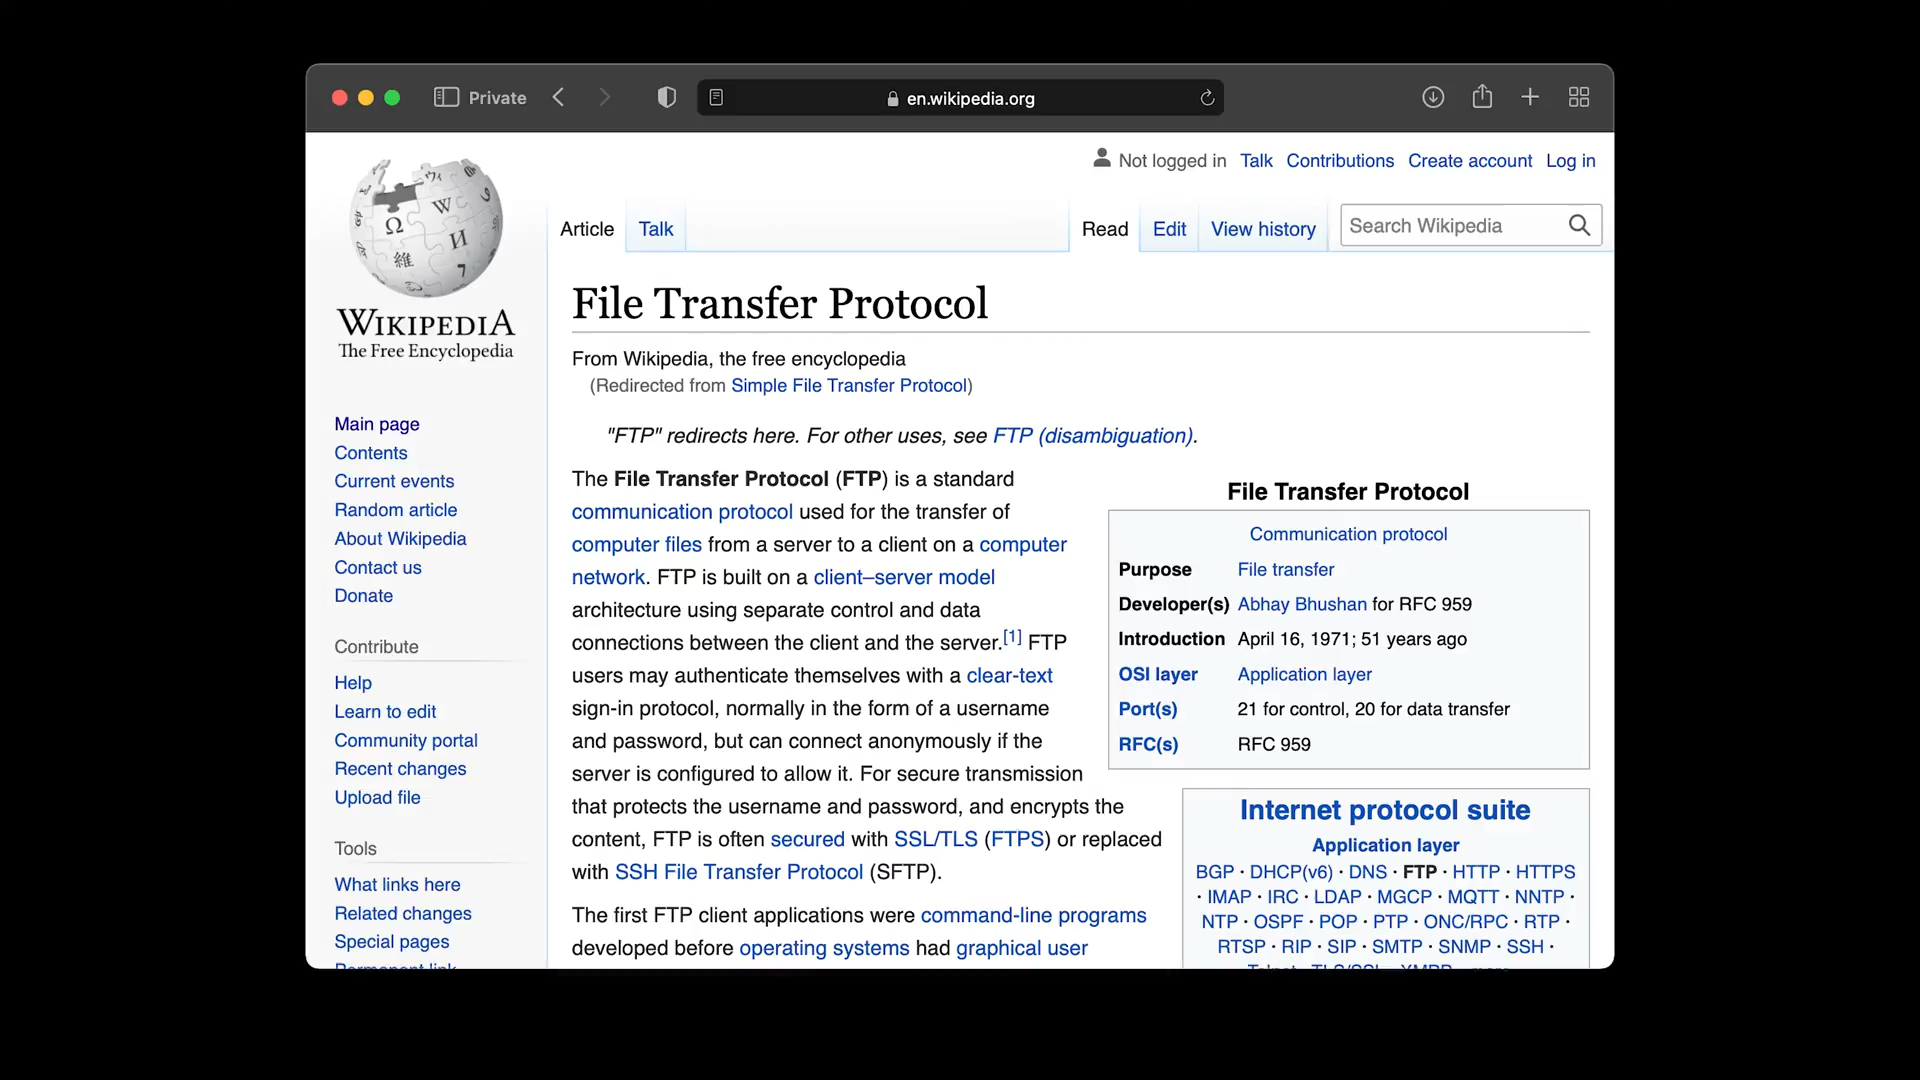 Private
en.wikipedia.org
Not logged in Talk Contributions Create account Log in
Article Talk Read Edit View history Search Wikipedia
WIKIPEDIA
The Free Encyclopedia
Main page
Contents
Current events
Random article
About Wikipedia
Contact us
Donate
Contribute
Help
Learn to edit
Community portal
Recent changes
Upload file
Tools
What links here
Related changes
Special pages
Permanent link
File Transfer Protocol
From Wikipedia, the free encyclopedia
(Redirected from Simple File Transfer Protocol)
"FTP" redirects here. For other uses, see FTP (disambiguation).
The File Transfer Protocol (FTP) is a standard
communication protocol used for the transfer of
computer files from a server to a client on a computer
network. FTP is built on a client–server model
architecture using separate control and data
connections between the client and the server.[1] FTP
users may authenticate themselves with a clear-text
sign-in protocol, normally in the form of a username
and password, but can connect anonymously if the
server is configured to allow it. For secure transmission
that protects the username and password, and encrypts the
content, FTP is often secured with SSL/TLS (FTPS) or replaced
with SSH File Transfer Protocol (SFTP).
The first FTP client applications were command-line programs
developed before operating systems had graphical user
File Transfer Protocol
Communication protocol
Purpose File transfer
Developer(s) Abhay Bhushan for RFC 959
Introduction April 16, 1971; 51 years ago
OSI layer Application layer
Port(s) 21 for control, 20 for data transfer
RFC(s) RFC 959
Internet protocol suite
Application layer
BGP · DHCP(v6) · DNS · FTP · HTTP · HTTPS
· IMAP · IRC · LDAP · MGCP · MQTT · NNTP ·
NTP · OSPF · POP · PTP · ONC/RPC · RTP ·
RTSP · RIP · SIP · SMTP · SNMP · SSH ·
Telnet · TLS/SSL · XMPP · more...